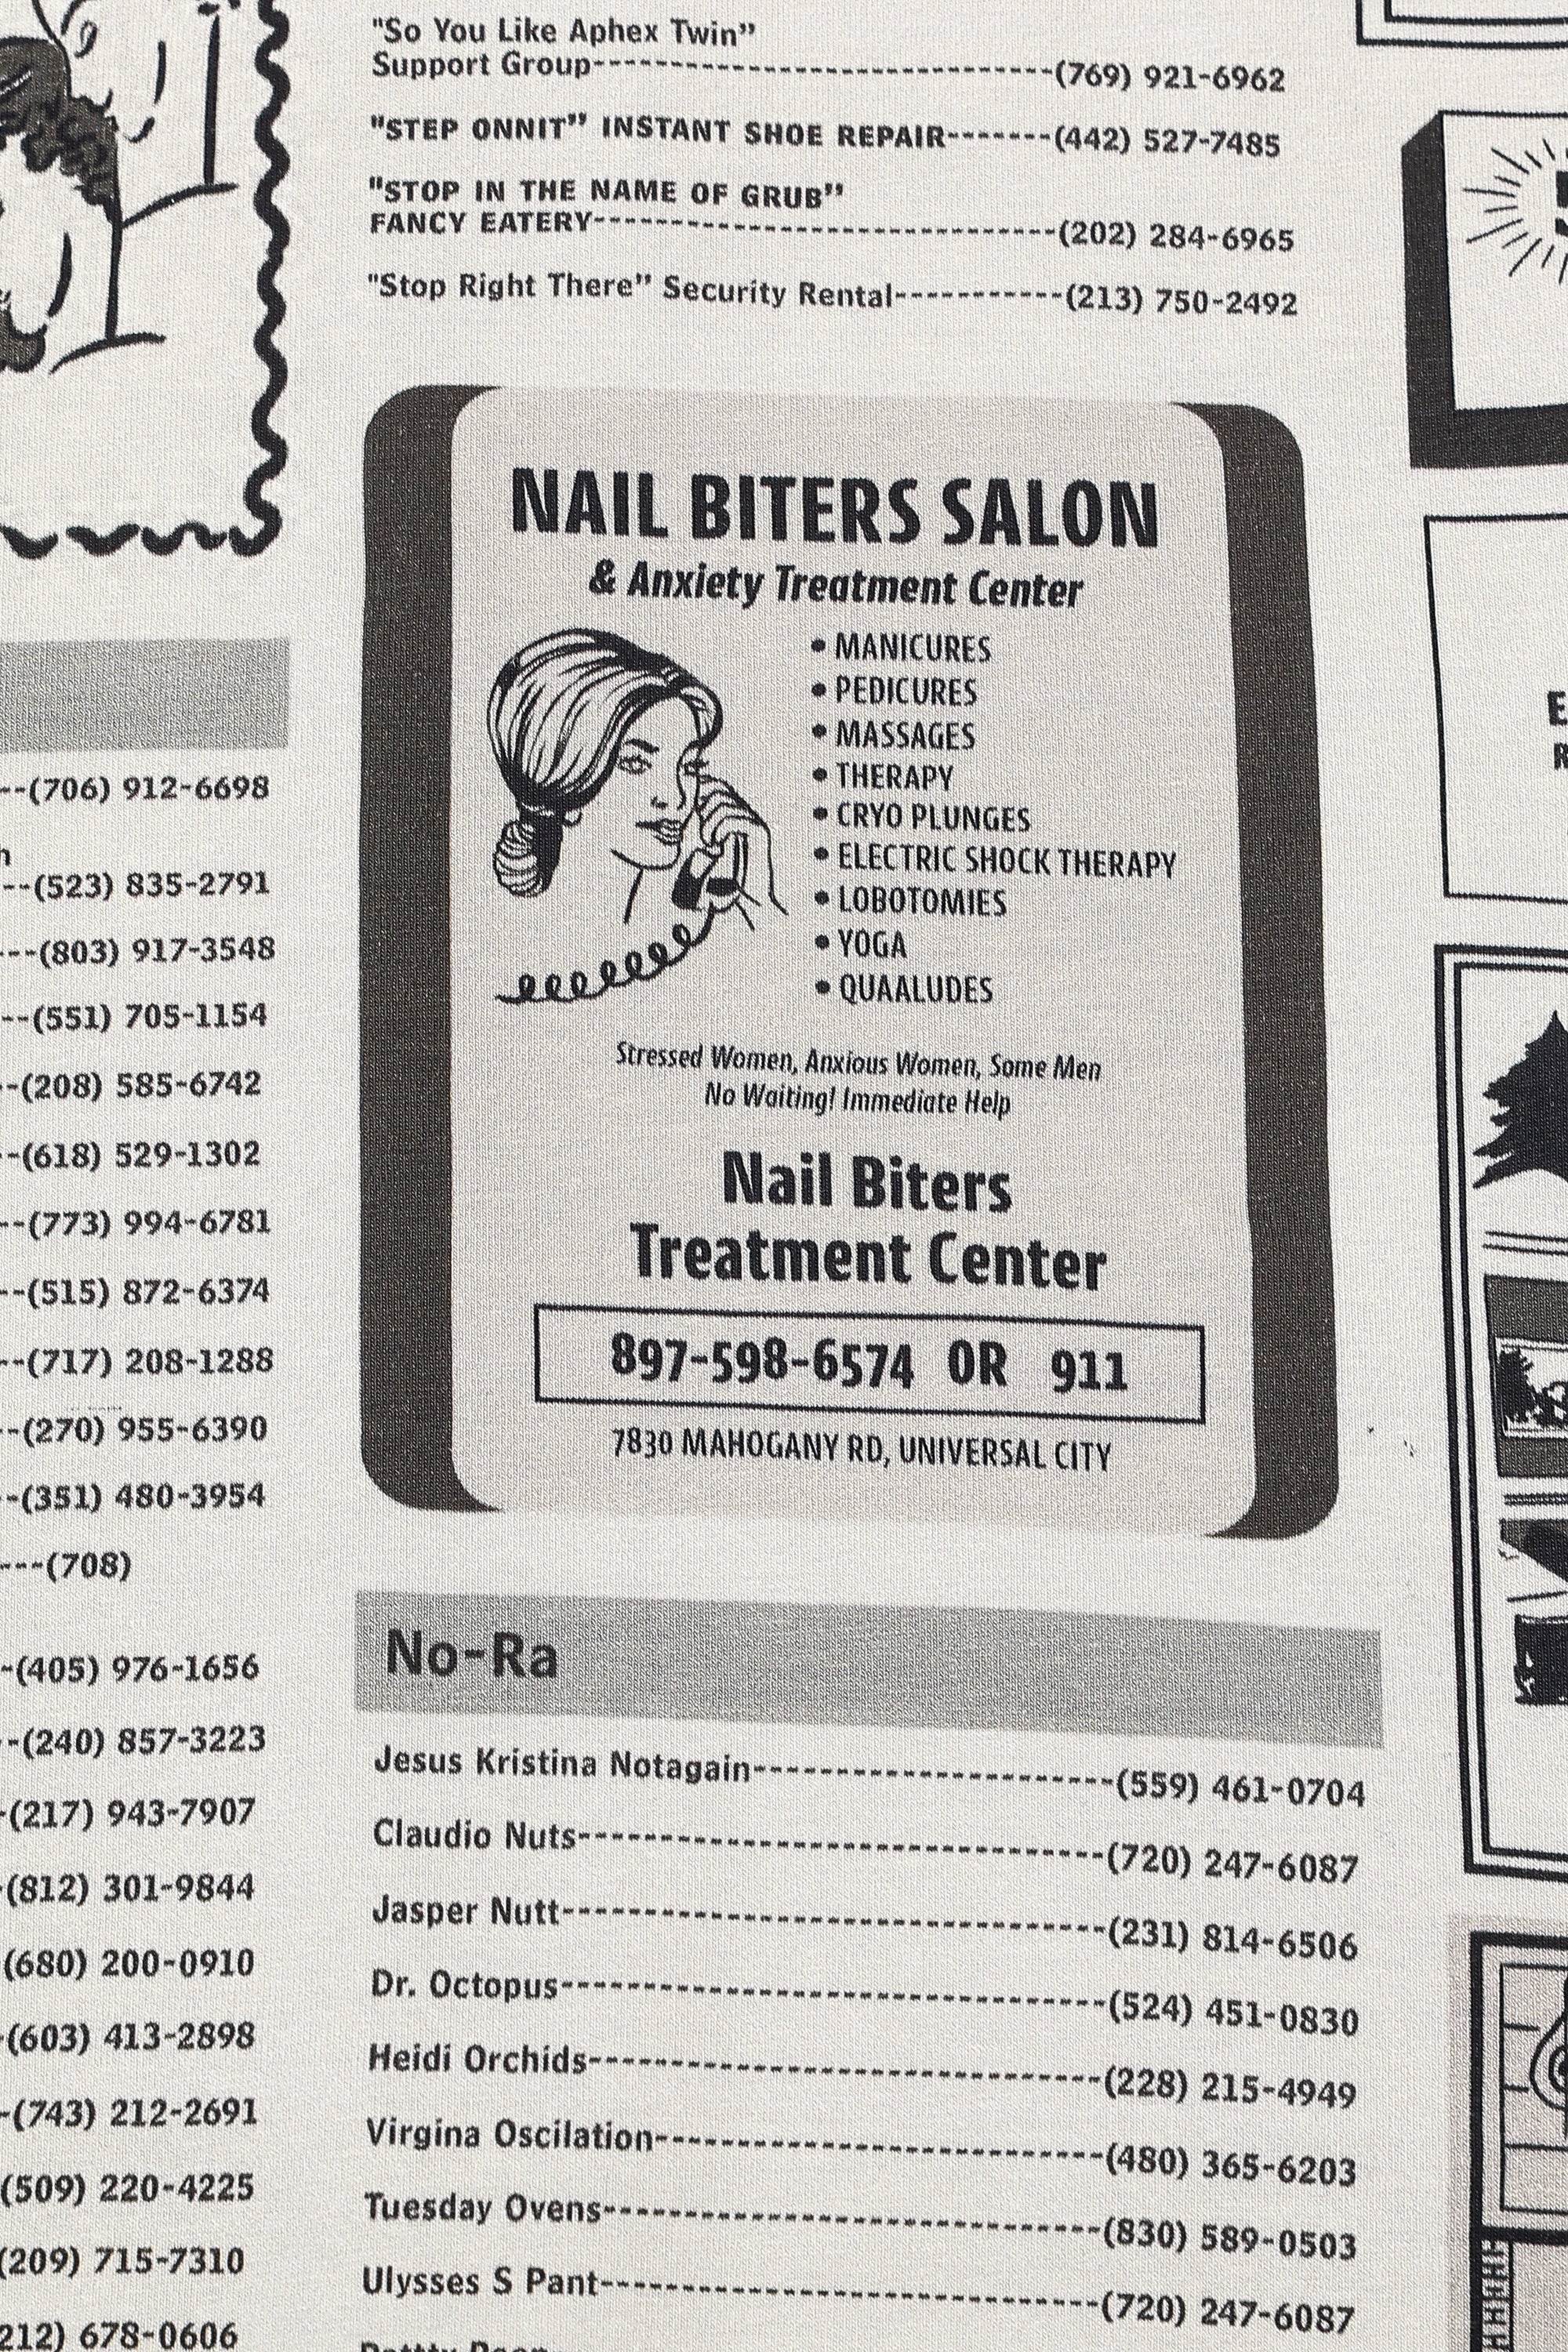 "So You Like Aphex Twin”
Support Group----------------------------------(769) 921-6962
"STEP ONNIT” INSTANT SHOE REPAIR-------(442) 527-7485
"STOP IN THE NAME OF GRUB”
FANCY EATERY----------------------------------(202) 284-6965
"Stop Right There” Security Rental-----------(213) 750-2492
NAIL BITERS SALON
& Anxiety Treatment Center
• MANICURES
• PEDICURES
• MASSAGES
• THERAPY
• CRYO PLUNGES
• ELECTRIC SHOCK THERAPY
• LOBOTOMIES
• YOGA
• QUAALUDES
Stressed Women, Anxious Women, Some Men
No Waiting! Immediate Help
Nail Biters
Treatment Center
897-598-6574 OR 911
7830 MAHOGANY RD, UNIVERSAL CITY
No-Ra
Jesus Kristina Notagain---------------------------(559) 461-0704
Claudio Nuts---------------------------------------(720) 247-6087
Jasper Nutt----------------------------------------(231) 814-6506
Dr. Octopus----------------------------------------(524) 451-0830
Heidi Orchids--------------------------------------(228) 215-4949
Virgina Oscilation---------------------------------(480) 365-6203
Tuesday Ovens-------------------------------------(830) 589-0503
Ulysses S Pant-------------------------------------(720) 247-6087
--(706) 912-6698
--(523) 835-2791
---(803) 917-3548
--(551) 705-1154
--(208) 585-6742
--(618) 529-1302
--(773) 994-6781
--(515) 872-6374
--(717) 208-1288
--(270) 955-6390
--(351) 480-3954
---(708)
-(405) 976-1656
--(240) 857-3223
-(217) 943-7907
-(812) 301-9844
(680) 200-0910
-(603) 413-2898
-(743) 212-2691
(509) 220-4225
(209) 715-7310
212) 678-0606